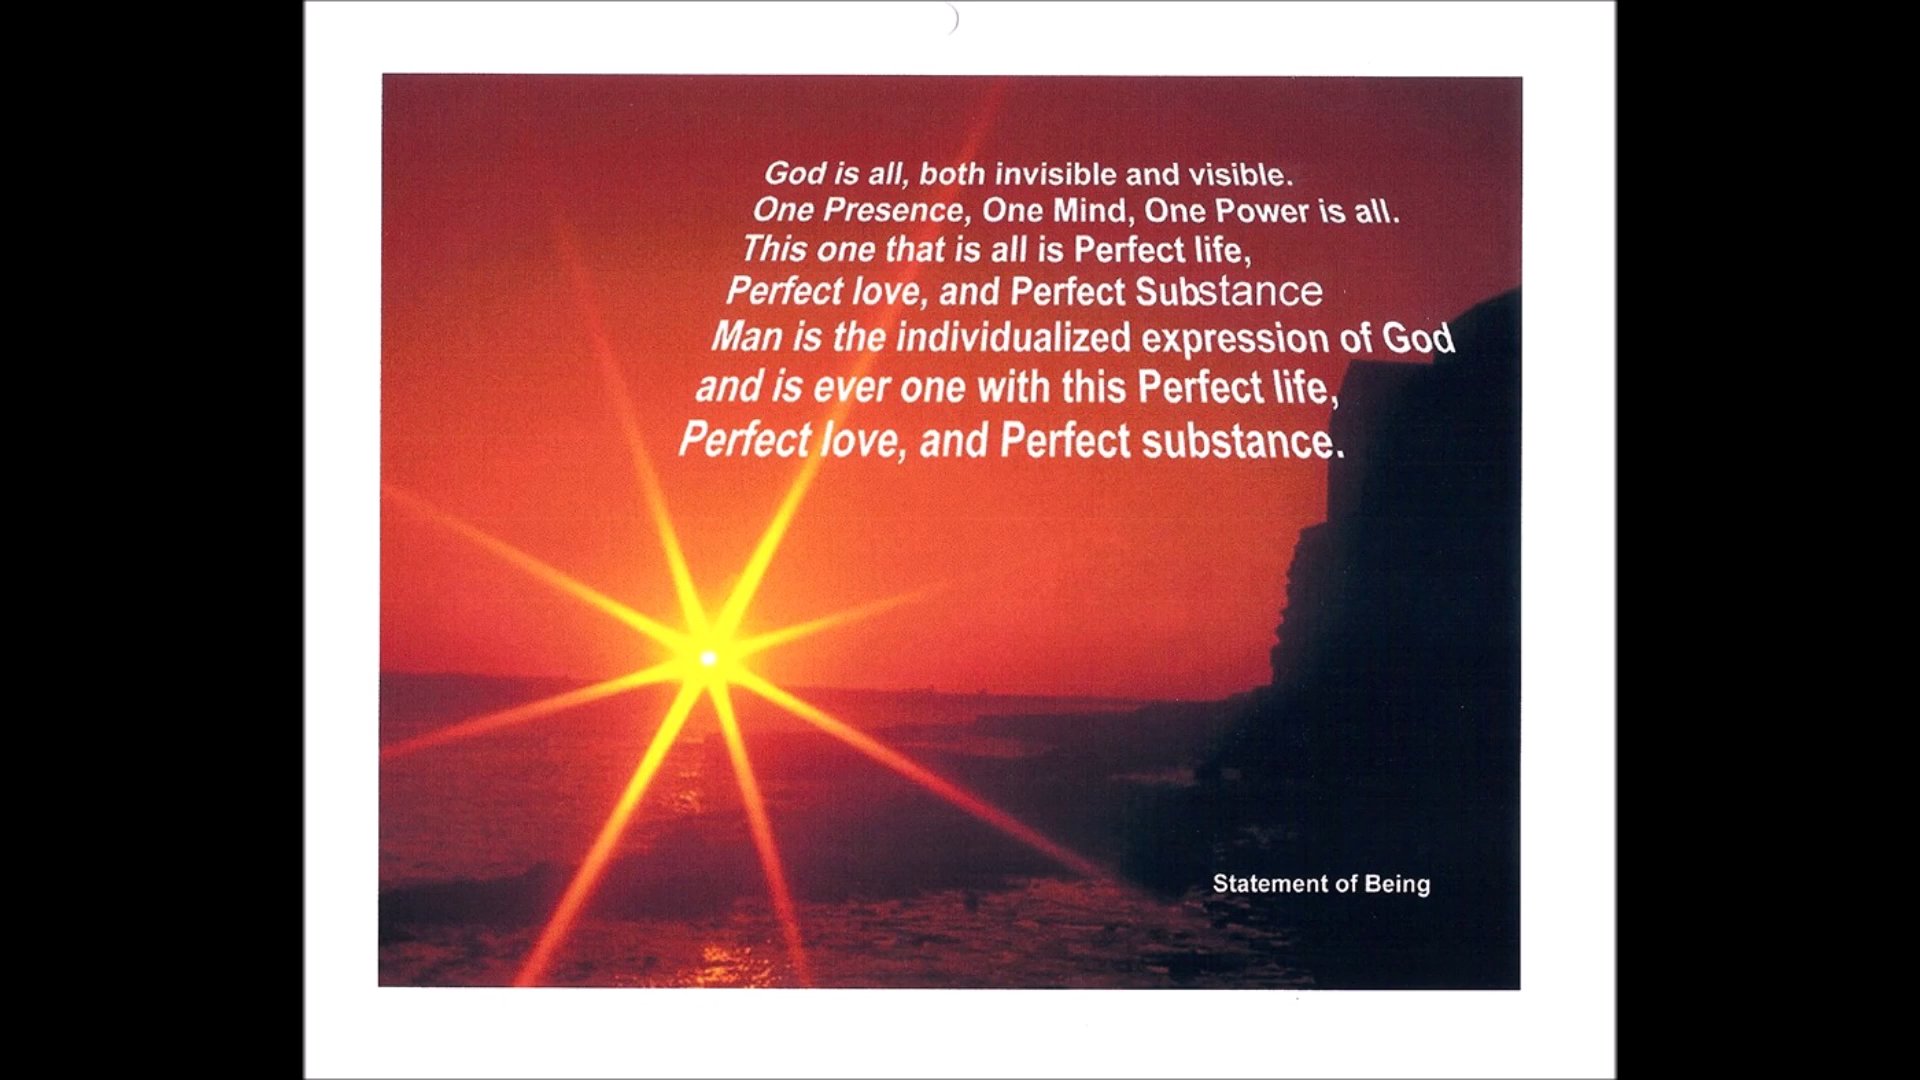 God is all, both invisible and visible.
One Presence, One Mind, One Power is all.
This one that is all is Perfect life,
Perfect love, and Perfect Substance
Man is the individualized expression of God
and is ever one with this Perfect life,
Perfect love, and Perfect substance.
Statement of Being